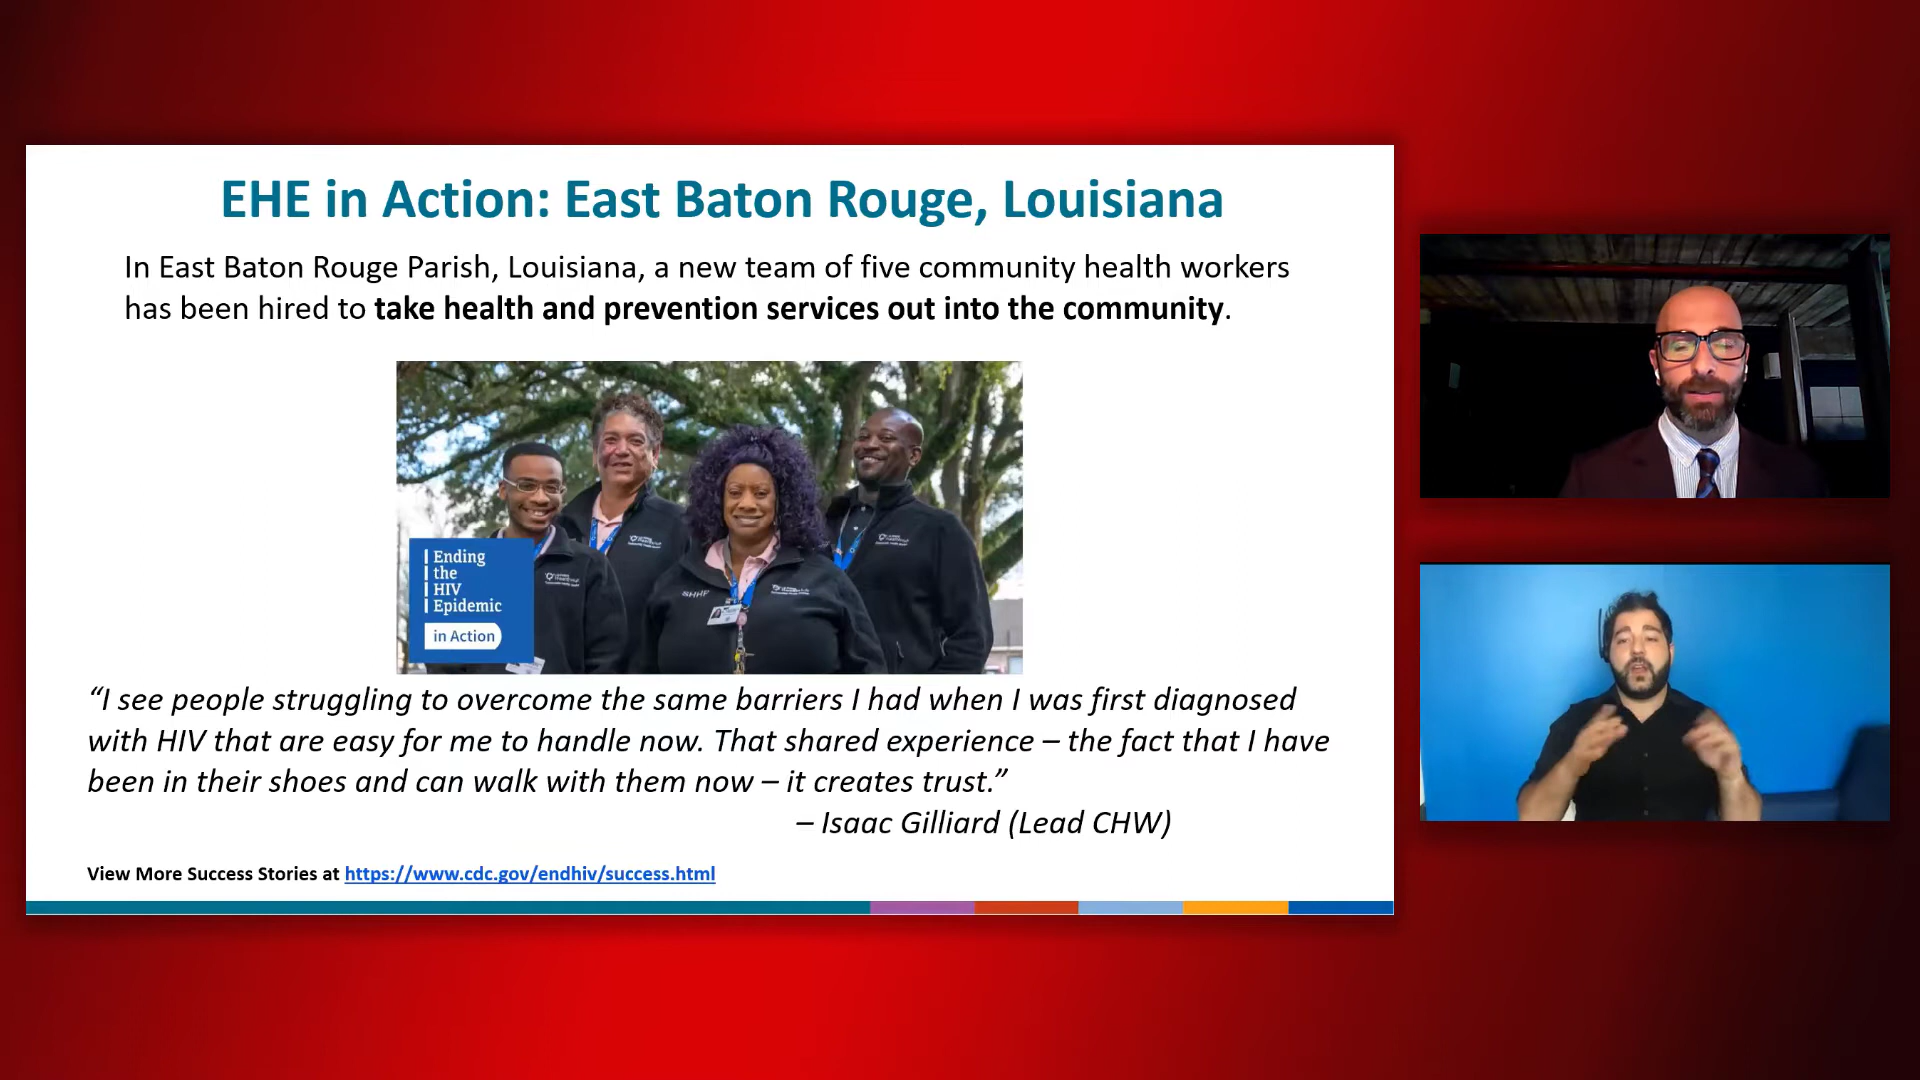 EHE in Action: East Baton Rouge, Louisiana
In East Baton Rouge Parish, Louisiana, a new team of five community health workers
has been hired to take health and prevention services out into the community.
Ending
the
HIV
Epidemic
in Action
SHHP
“I see people struggling to overcome the same barriers I had when I was first diagnosed
with HIV that are easy for me to handle now. That shared experience – the fact that I have
been in their shoes and can walk with them now – it creates trust.”
– Isaac Gilliard (Lead CHW)
View More Success Stories at https://www.cdc.gov/endhiv/success.html